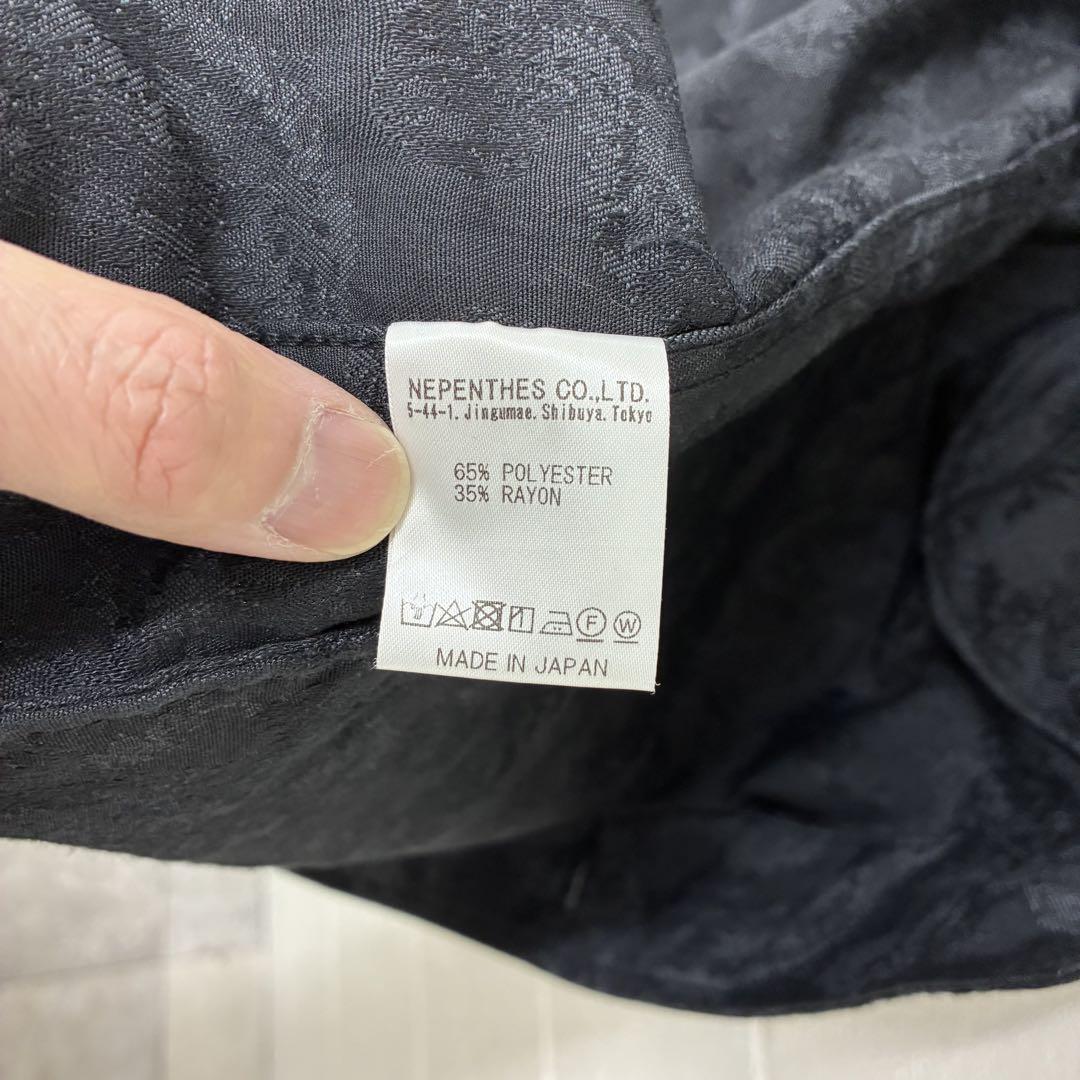 NEPENTHES CO.,LTD.
5-44-1. Jingumae. Shibuya. Tokyo
65% POLYESTER
35% RAYON
F W
MADE IN JAPAN